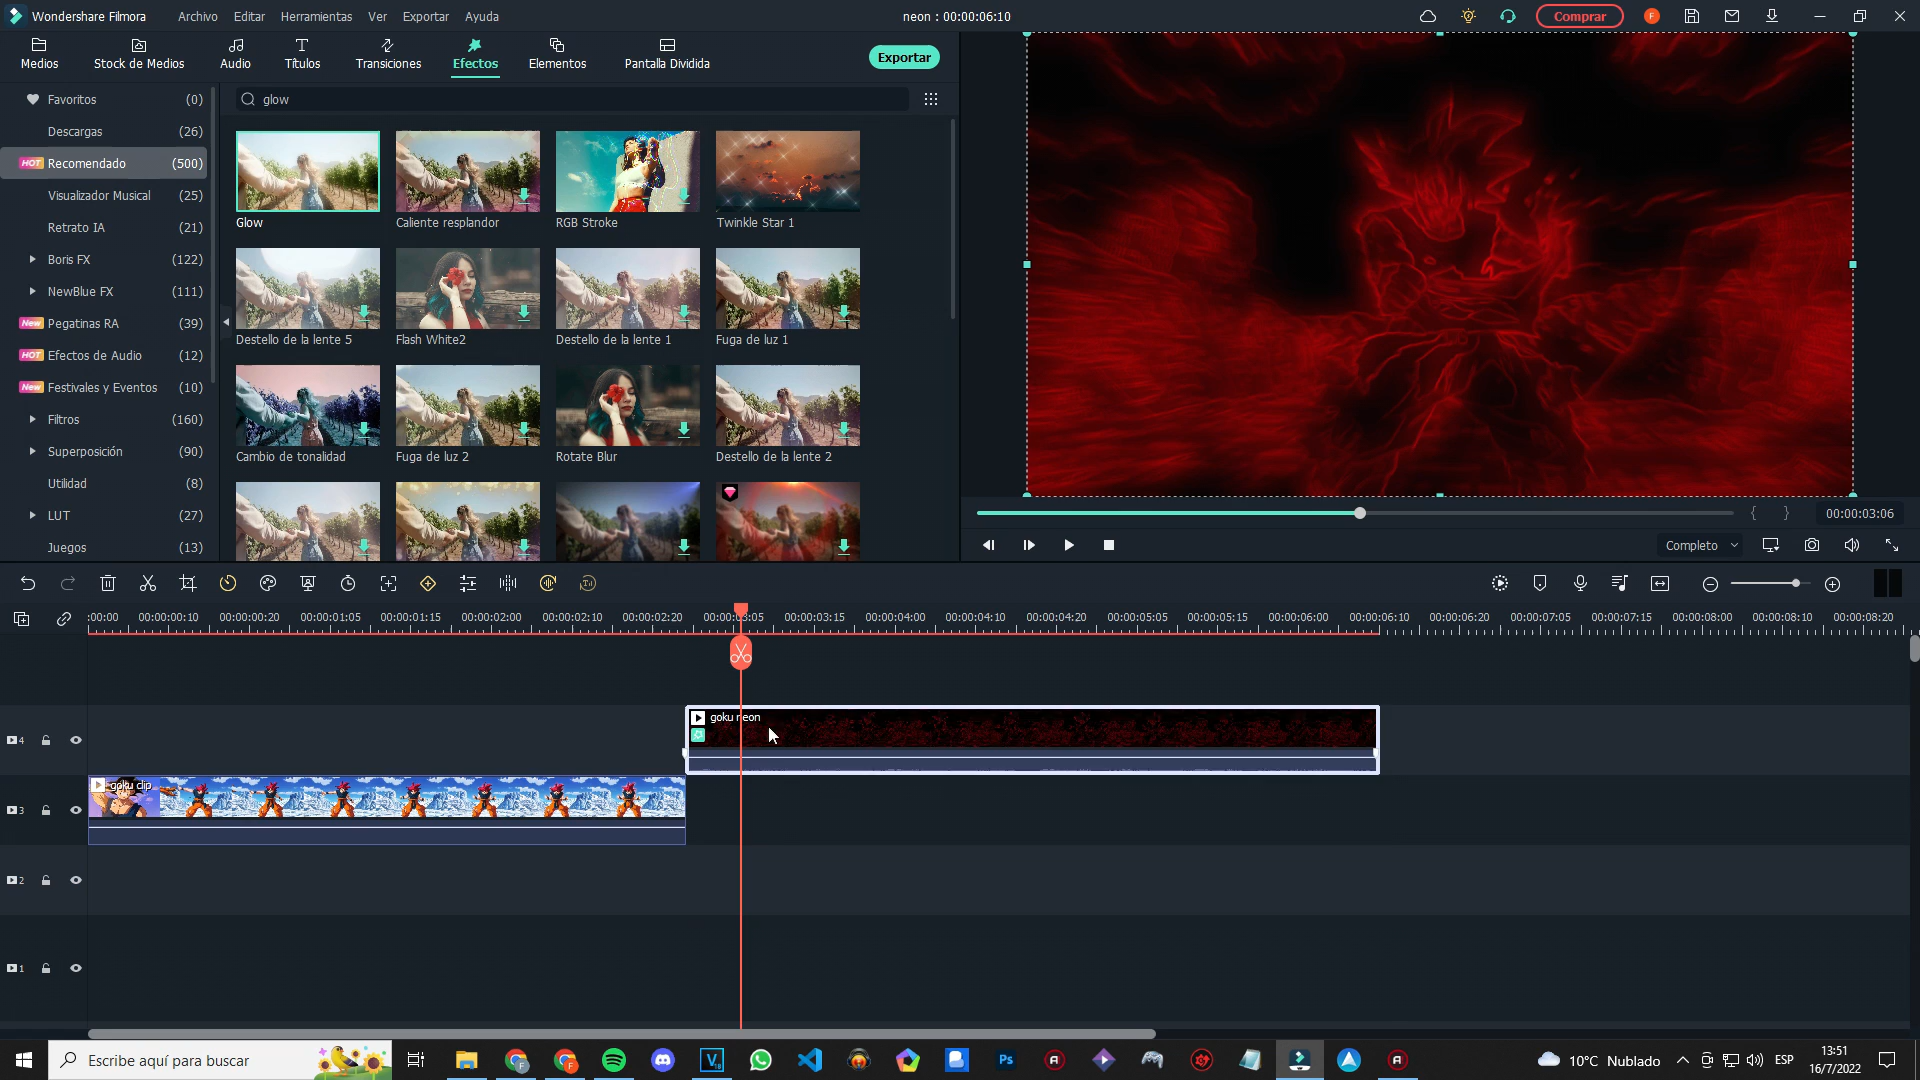 Wondershare Filmora
Archivo
Editar
Herramientas
Ver
Exportar
Ayuda
neon : 00:00:06:10
Comprar
F
Medios
Stock de Medios
Audio
Títulos
Transiciones
Efectos
Elementos
Pantalla Dividida
Exportar
Favoritos (0)
Descargas (26)
HOT Recomendado (500)
Visualizador Musical (25)
Retrato IA (21)
Boris FX (122)
NewBlue FX (111)
New Pegatinas RA (39)
HOT Efectos de Audio (12)
New Festivales y Eventos (10)
Filtros (160)
Superposición (90)
Utilidad (8)
LUT (27)
Juegos (13)
glow
Glow
Caliente resplandor
RGB Stroke
Twinkle Star 1
Destello de la lente 5
Flash White2
Destello de la lente 1
Fuga de luz 1
Cambio de tonalidad
Fuga de luz 2
Rotate Blur
Destello de la lente 2
{ }
00:00:03:06
Completo
:00:00 00:00:00:10 00:00:00:20 00:00:01:05 00:00:01:15 00:00:02:00 00:00:02:10 00:00:02:20 00:00:03:05 00:00:03:15 00:00:04:00 00:00:04:10 00:00:04:20 00:00:05:05 00:00:05:15 00:00:06:00 00:00:06:10 00:00:06:20 00:00:07:05 00:00:07:15 00:00:08:00 00:00:08:10 00:00:08:20
4
goku neon
3
goku clip
2
1
Escribe aquí para buscar
Ps
10°C Nublado
ESP
13:51
16/7/2022